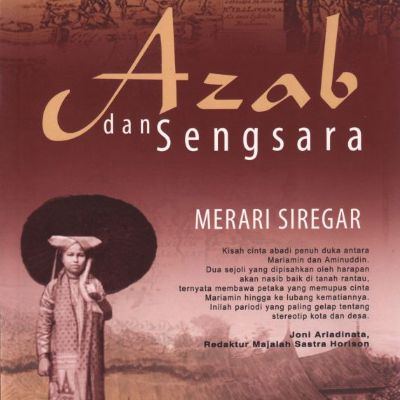 Azab
dan Sengsara
MERARI SIREGAR
Kisah cinta abadi penuh duka antara
Mariamin dan Aminuddin.
Dua sejoli yang dipisahkan oleh harapan
akan nasib baik di tanah rantau,
ternyata membawa petaka yang memupus cinta
Mariamin hingga ke lubang kematiannya.
Inilah pariodi yang paling gelap tentang
stereotip kota dan desa.
Joni Ariadinata,
Redaktur Majalah Sastra Horison